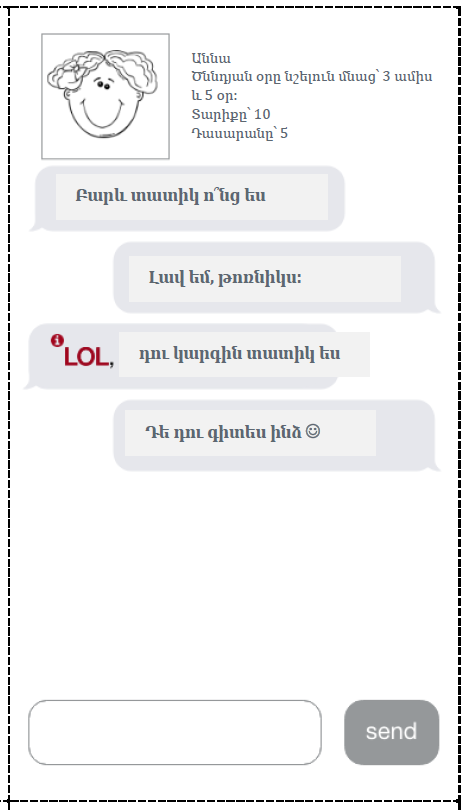 Աննա
Ծննդյան օրը նշելուն մնաց՝ 3 ամիս
և 5 օր:
Տարիքը՝ 10
Դասարանը՝ 5
Բարև տատիկ ո՞նց ես
Լավ եմ, թոռնիկս:
LOL, դու կարգին տատիկ ես
Դե դու գիտես ինձ ☺
send